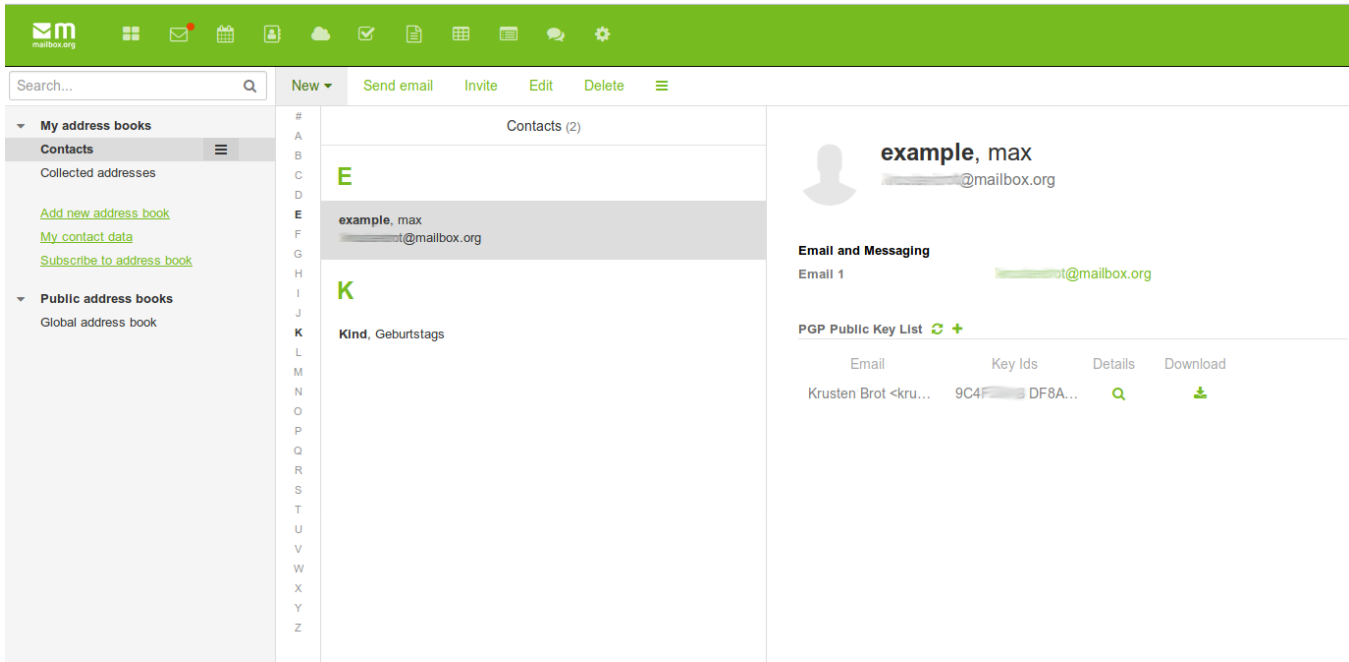 mailbox.org
Search...
New Send email Invite Edit Delete
My address books
Contacts
Collected addresses
Add new address book
My contact data
Subscribe to address book
Public address books
Global address book
#
A
B
C
D
E
F
G
H
I
J
K
L
M
N
O
P
Q
R
S
T
U
V
W
X
Y
Z
Contacts (2)
E
example, max
@mailbox.org
K
Kind, Geburtstags
example, max
@mailbox.org
Email and Messaging
Email 1 t@mailbox.org
PGP Public Key List
Email Key Ids Details Download
Krusten Brot <kru... 9C4F DF8A...